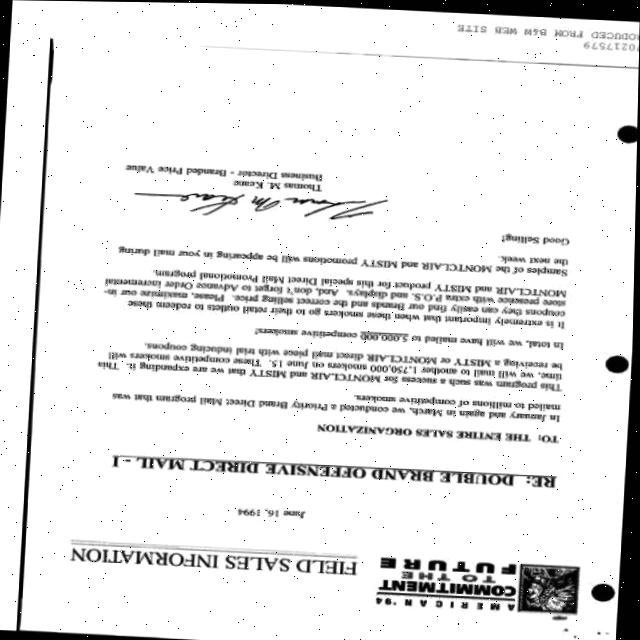 AMERICAN '94
COMMITMENT
TO THE
FUTURE
FIELD SALES INFORMATION
June 16, 1994
RE: DOUBLE BRAND OFFENSIVE DIRECT MAIL - I
TO: THE ENTIRE SALES ORGANIZATION
In January and again in March, we conducted a Priority Brand Direct Mail program that was
mailed to millions of competitive smokers.
This program was such a success for MONTCLAIR and MISTY that we are expanding it. This
time, we will mail to another 1,750,000 smokers on June 15. These competitive smokers will
be receiving a MISTY or MONTCLAIR direct mail piece with trial inducing coupons.
In total, we will have mailed to 5,000,000 competitive smokers!
It is extremely important that when these smokers go to their retail outlets to redeem these
coupons they can easily find our Brands and the correct selling price. Please, maximize our in-
store presence with extra P.O.S. and displays. And, don't forget to Advance Order incremental
MONTCLAIR and MISTY product for this special Direct Mail Promotional program.
Samples of the MONTCLAIR and MISTY promotions will be appearing in your mail during
the next week.
Good Selling!
Thomas M. Keane
Thomas M. Keane
Business Director - Branded Price Value
70217579
PRODUCED FROM B&W WEB SITE